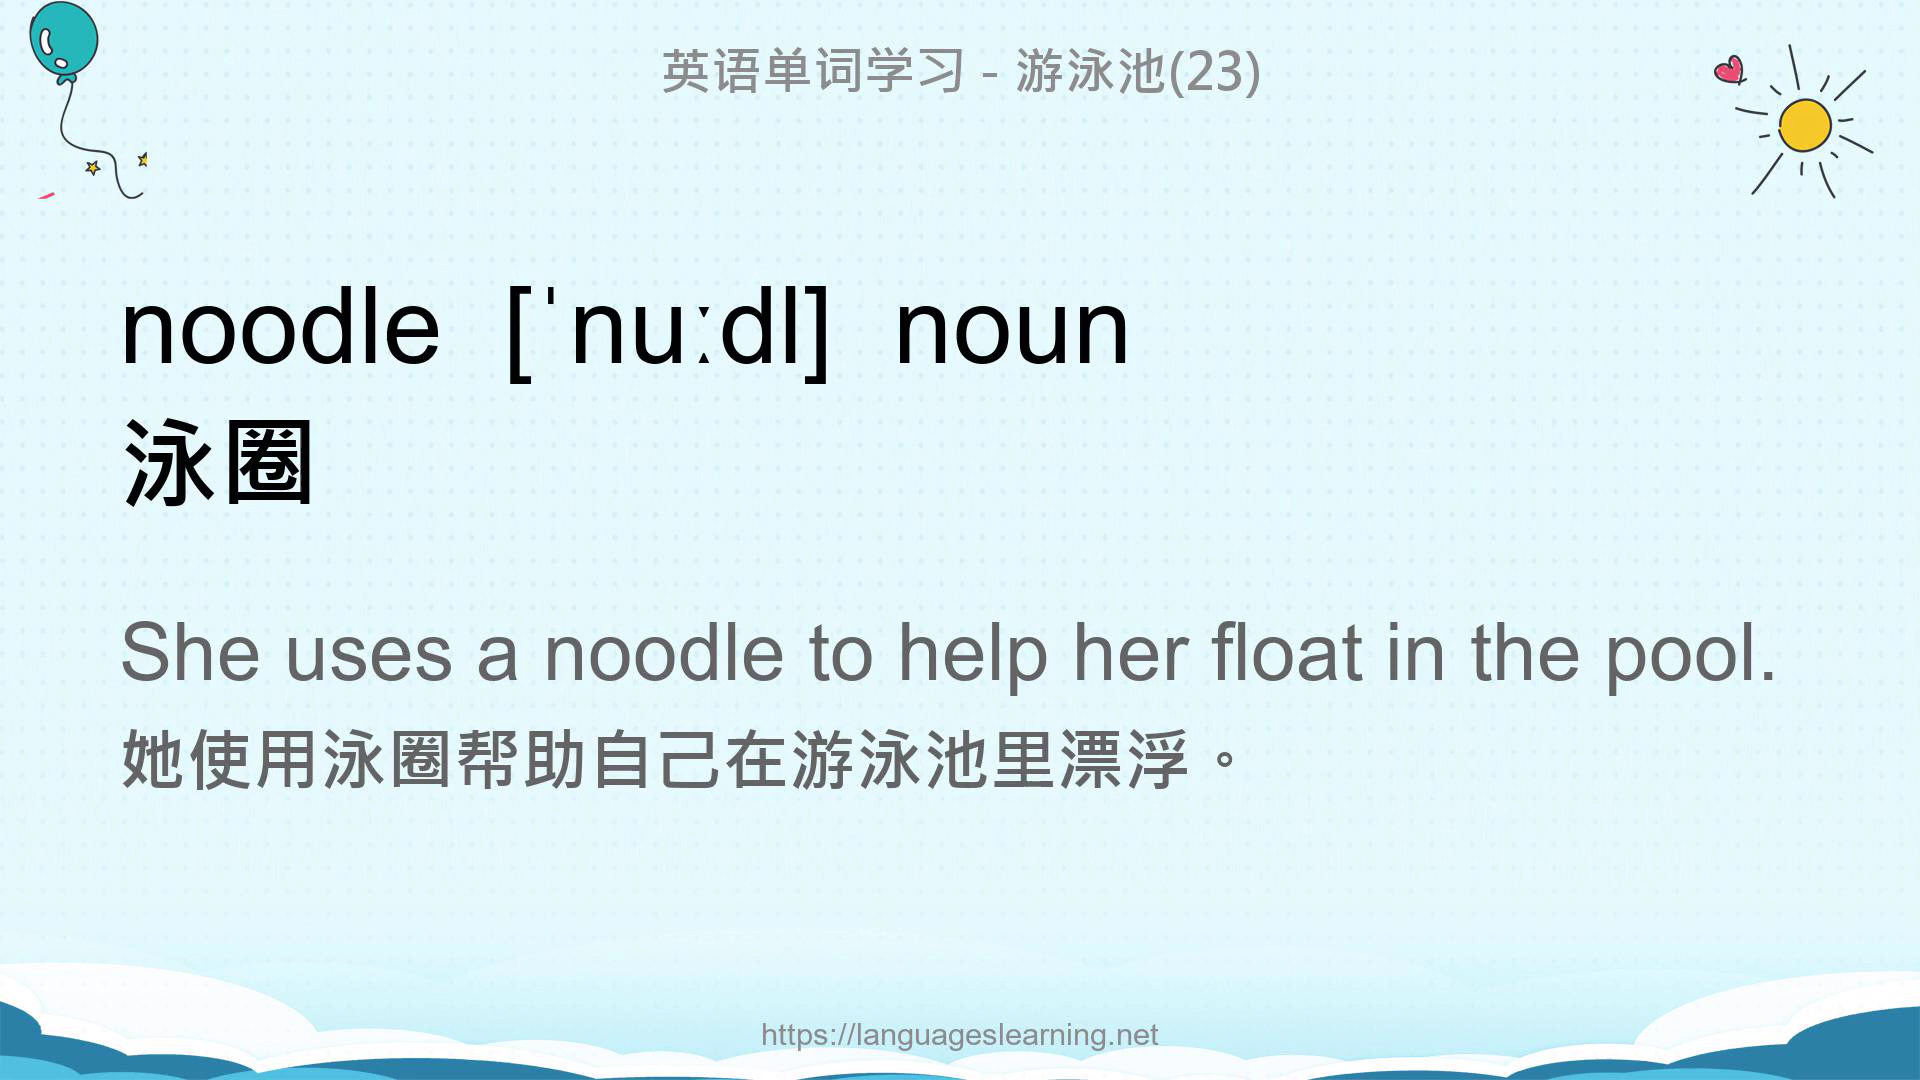 英语单词学习 - 游泳池(23)
noodle [ˈnuːdl] noun
泳圈
She uses a noodle to help her float in the pool.
她使用泳圈帮助自己在游泳池里漂浮。
https://languageslearning.net